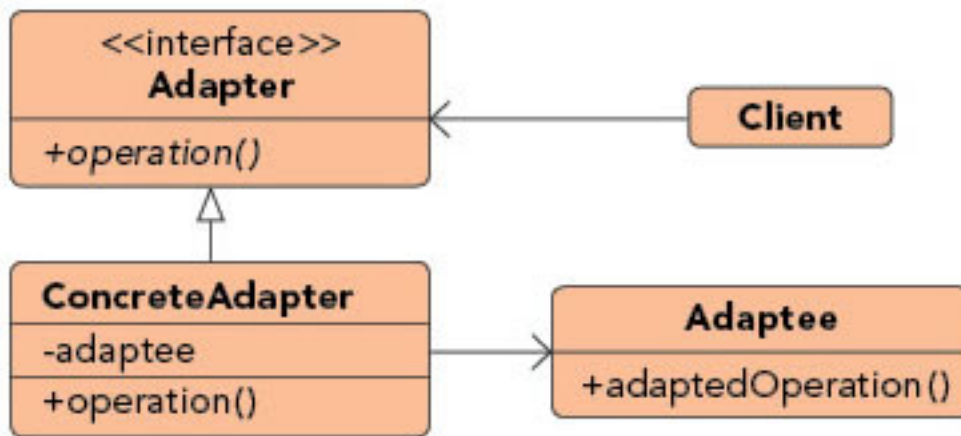 <<interface>>
Adapter
+operation()
Client
ConcreteAdapter
-adaptee
+operation()
Adaptee
+adaptedOperation()